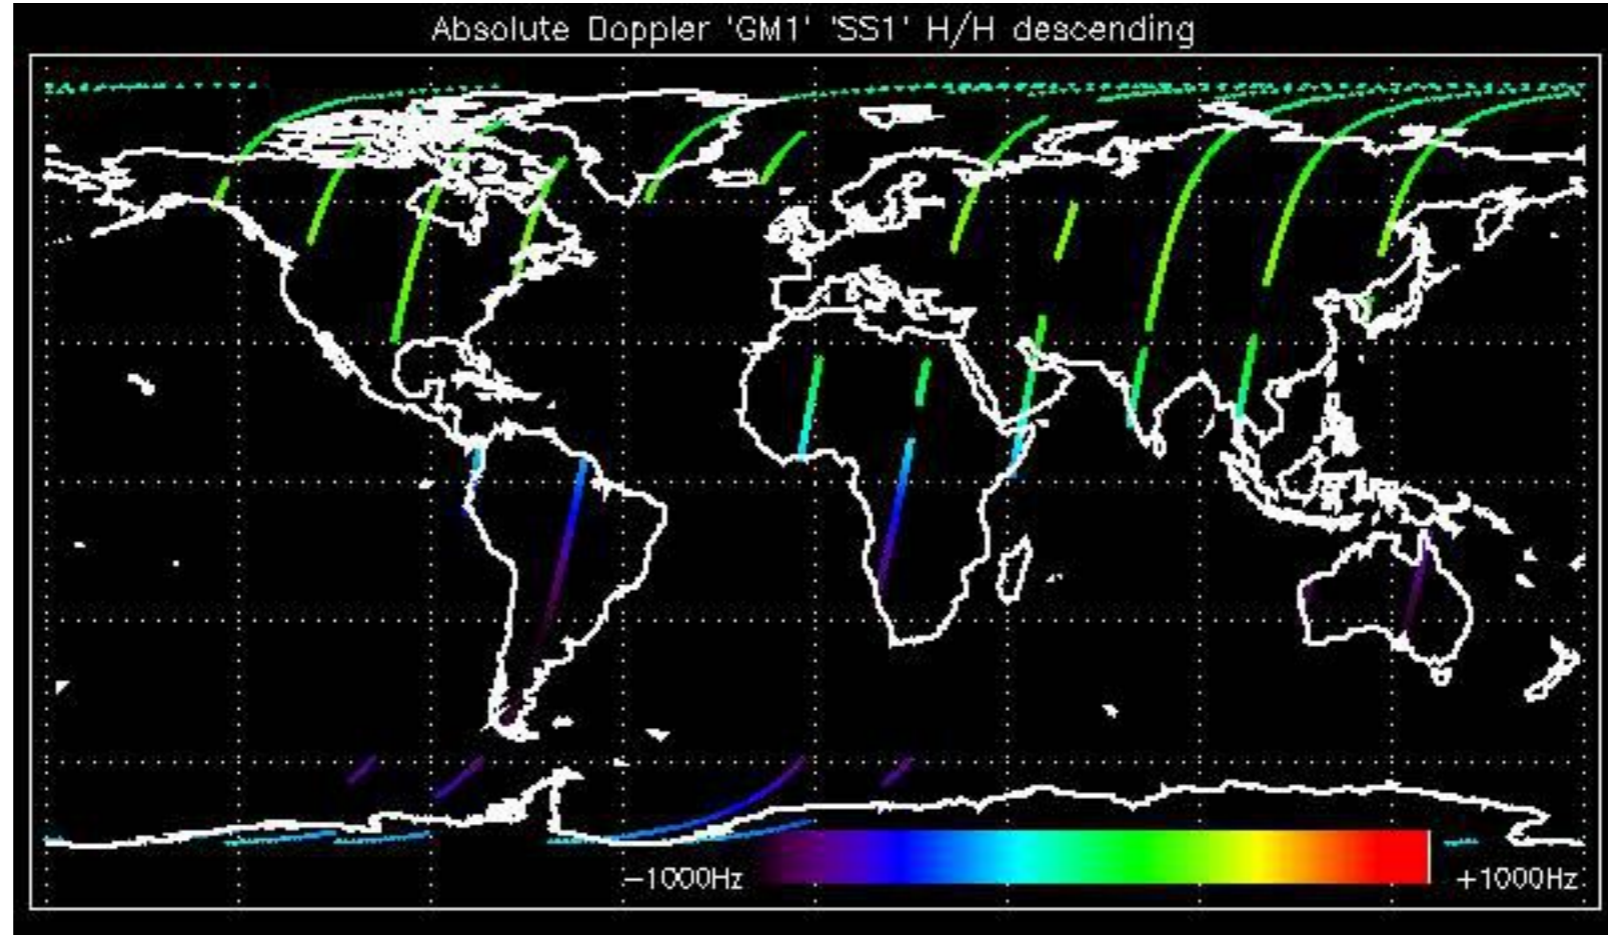 Absolute Doppler 'GM1' 'SS1' H/H descending
−1000Hz
+1000Hz